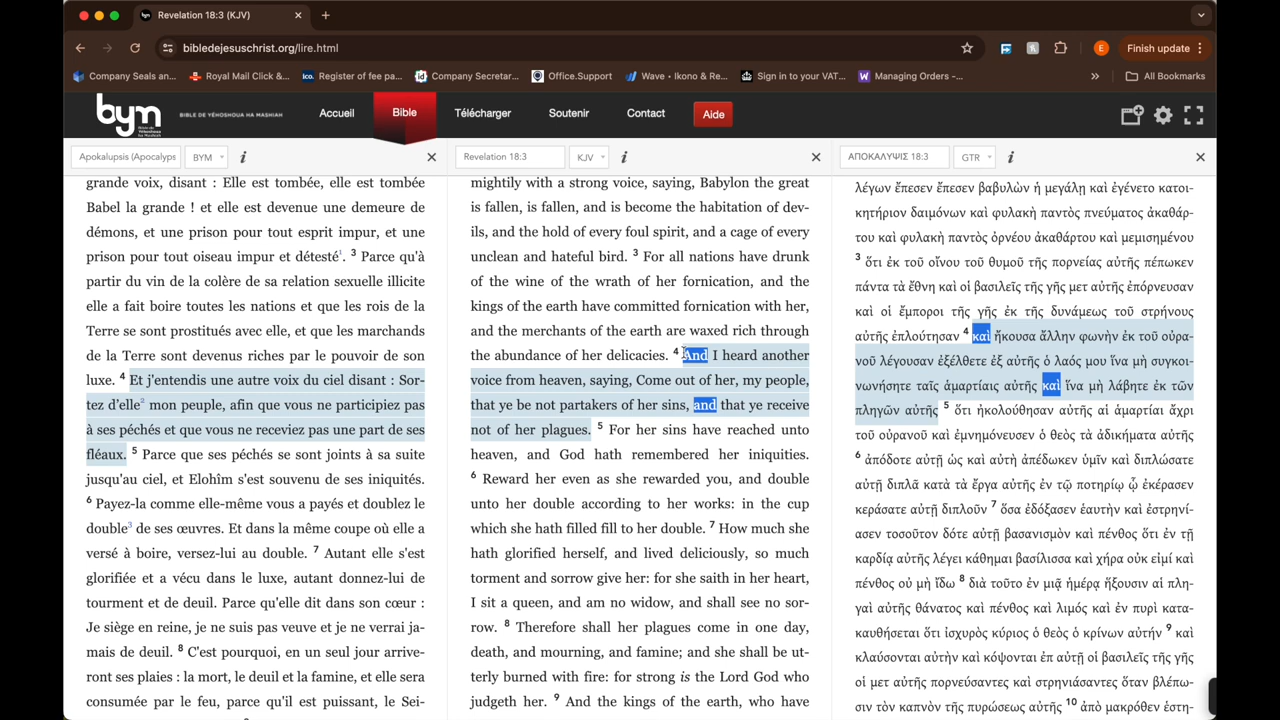 Revelation 18:3 (KJV)
bibledejesuschrist.org/lire.html
Finish update
E
Company Seals an...
Royal Mail Click &...
ico.
Register of fee pa...
Company Secretar...
Office.Support
Wave • Ikono & Re...
Sign in to your VAT...
Managing Orders –...
All Bookmarks
bym
BIBLE DE YÉHOSHOUA HA MASHIAH
Accueil
Bible
Télécharger
Soutenir
Contact
Aide
Apokalupsis (Apocalyps
BYM
grande voix, disant : Elle est tombée, elle est tombée
Babel la grande ! et elle est devenue une demeure de
démons, et une prison pour tout esprit impur, et une
prison pour tout oiseau impur et détesté¹. 3 Parce qu'à
partir du vin de la colère de sa relation sexuelle illicite
elle a fait boire toutes les nations et que les rois de la
Terre se sont prostitués avec elle, et que les marchands
de la Terre sont devenus riches par le pouvoir de son
luxe. 4 Et j'entendis une autre voix du ciel disant : Sor-
tez d'elle² mon peuple, afin que vous ne participiez pas
à ses péchés et que vous ne receviez pas une part de ses
fléaux. 5 Parce que ses péchés se sont joints à sa suite
jusqu'au ciel, et Elohîm s'est souvenu de ses iniquités.
6 Payez-la comme elle-même vous a payés et doublez le
double³ de ses œuvres. Et dans la même coupe où elle a
versé à boire, versez-lui au double. 7 Autant elle s'est
glorifiée et a vécu dans le luxe, autant donnez-lui de
tourment et de deuil. Parce qu'elle dit dans son cœur :
Je siège en reine, je ne suis pas veuve et je ne verrai ja-
mais de deuil. 8 C'est pourquoi, en un seul jour arrive-
ront ses plaies : la mort, le deuil et la famine, et elle sera
consumée par le feu, parce qu'il est puissant, le Sei-
Revelation 18:3
KJV
mightily with a strong voice, saying, Babylon the great
is fallen, is fallen, and is become the habitation of dev-
ils, and the hold of every foul spirit, and a cage of every
unclean and hateful bird. 3 For all nations have drunk
of the wine of the wrath of her fornication, and the
kings of the earth have committed fornication with her,
and the merchants of the earth are waxed rich through
the abundance of her delicacies. 4 And I heard another
voice from heaven, saying, Come out of her, my people,
that ye be not partakers of her sins, and that ye receive
not of her plagues. 5 For her sins have reached unto
heaven, and God hath remembered her iniquities.
6 Reward her even as she rewarded you, and double
unto her double according to her works: in the cup
which she hath filled fill to her double. 7 How much she
hath glorified herself, and lived deliciously, so much
torment and sorrow give her: for she saith in her heart,
I sit a queen, and am no widow, and shall see no sor-
row. 8 Therefore shall her plagues come in one day,
death, and mourning, and famine; and she shall be ut-
terly burned with fire: for strong is the Lord God who
judgeth her. 9 And the kings of the earth, who have
ΑΠΟΚΑΛΥΨΙΣ 18:3
GTR
λέγων ἔπεσεν ἔπεσεν βαβυλὼν ἡ μεγάλη καὶ ἐγένετο κατοι-
κητήριον δαιμόνων καὶ φυλακὴ παντὸς πνεύματος ἀκαθάρ-
του καὶ φυλακὴ παντὸς ὀρνέου ἀκαθάρτου καὶ μεμισημένου
3 ὅτι ἐκ τοῦ οἴνου τοῦ θυμοῦ τῆς πορνείας αὐτῆς πέπωκεν
πάντα τὰ ἔθνη καὶ οἱ βασιλεῖς τῆς γῆς μετ αὐτῆς ἐπόρνευσαν
καὶ οἱ ἔμποροι τῆς γῆς ἐκ τῆς δυνάμεως τοῦ στρήνους
αὐτῆς ἐπλούτησαν 4 καὶ ἤκουσα ἄλλην φωνὴν ἐκ τοῦ οὐρα-
νοῦ λέγουσαν ἐξέλθετε ἐξ αὐτῆς ὁ λαός μου ἵνα μὴ συγκοι-
νωνήσητε ταῖς ἁμαρτίαις αὐτῆς καὶ ἵνα μὴ λάβητε ἐκ τῶν
πληγῶν αὐτῆς 5 ὅτι ἠκολούθησαν αὐτῆς αἱ ἁμαρτίαι ἄχρι
τοῦ οὐρανοῦ καὶ ἐμνημόνευσεν ὁ θεὸς τὰ ἀδικήματα αὐτῆς
6 ἀπόδοτε αὐτῇ ὡς καὶ αὐτὴ ἀπέδωκεν ὑμῖν καὶ διπλώσατε
αὐτῇ διπλᾶ κατὰ τὰ ἔργα αὐτῆς ἐν τῷ ποτηρίῳ ᾧ ἐκέρασεν
κεράσατε αὐτῇ διπλοῦν 7 ὅσα ἐδόξασεν ἑαυτὴν καὶ ἐστρηνί-
ασεν τοσοῦτον δότε αὐτῇ βασανισμὸν καὶ πένθος ὅτι ἐν τῇ
καρδίᾳ αὐτῆς λέγει κάθημαι βασίλισσα καὶ χήρα οὐκ εἰμί καὶ
πένθος οὐ μὴ ἴδω 8 διὰ τοῦτο ἐν μιᾷ ἡμέρᾳ ἥξουσιν αἱ πλη-
γαὶ αὐτῆς θάνατος καὶ πένθος καὶ λιμός καὶ ἐν πυρὶ κατα-
καυθήσεται ὅτι ἰσχυρὸς κύριος ὁ θεὸς ὁ κρίνων αὐτήν 9 καὶ
κλαύσονται αὐτὴν καὶ κόψονται ἐπ αὐτῇ οἱ βασιλεῖς τῆς γῆς
οἱ μετ αὐτῆς πορνεύσαντες καὶ στρηνιάσαντες ὅταν βλέπω-
σιν τὸν καπνὸν τῆς πυρώσεως αὐτῆς 10 ἀπὸ μακρόθεν ἑστη-